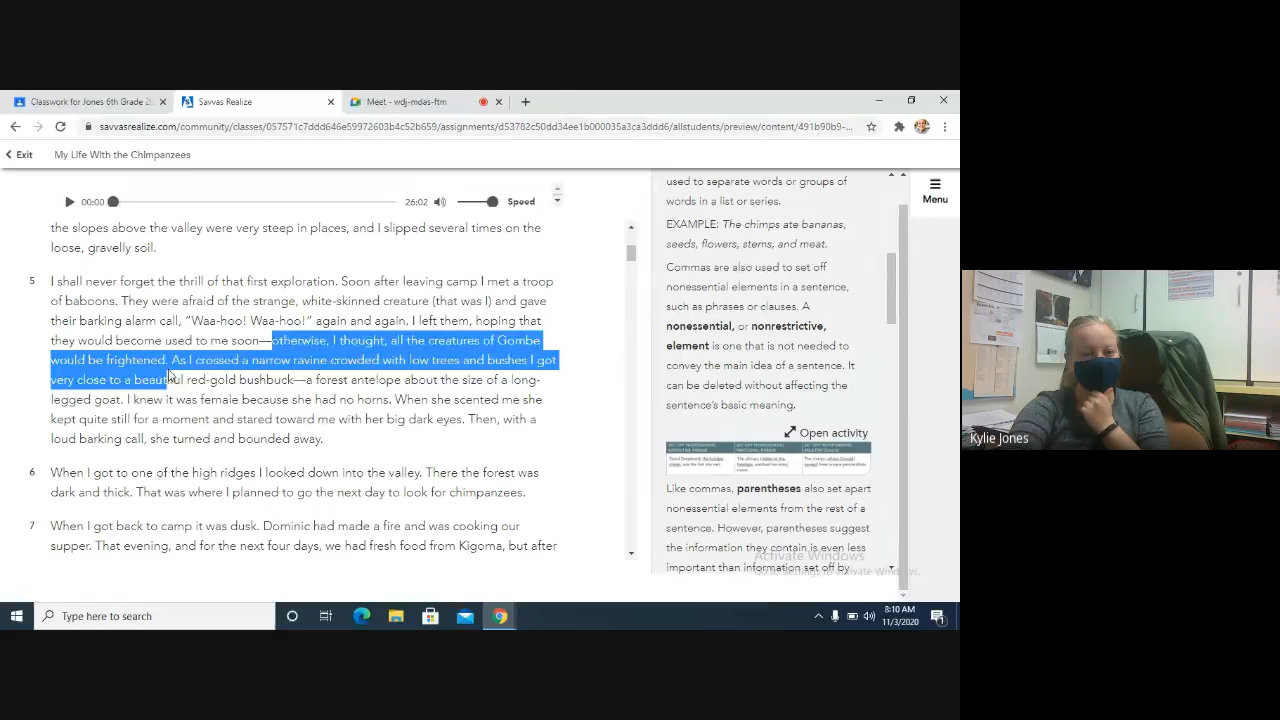 Classwork for Jones 6th Grade 2
Savvas Realize
Meet - wdj-mdas-ftm
savvasrealize.com/community/classes/057571c7ddd646e59972603b4c52b659/assignments/d53782c50dd34ee1b000035a3ca3ddd6/allstudents/preview/content/491b90b9-...
Exit
My Life With the Chimpanzees
Menu
00:00
26:02
Speed
the slopes above the valley were very steep in places, and I slipped several times on the
loose, gravelly soil.
5 I shall never forget the thrill of that first exploration. Soon after leaving camp I met a troop
of baboons. They were afraid of the strange, white-skinned creature (that was I) and gave
their barking alarm call, “Waa-hoo! Waa-hoo!” again and again. I left them, hoping that
they would become used to me soon—otherwise, I thought, all the creatures of Gombe
would be frightened. As I crossed a narrow ravine crowded with low trees and bushes I got
very close to a beautiful red-gold bushbuck—a forest antelope about the size of a long-
legged goat. I knew it was female because she had no horns. When she scented me she
kept quite still for a moment and stared toward me with her big dark eyes. Then, with a
loud barking call, she turned and bounded away.
6 When I got to the high ridges I looked down into the valley. There the forest was
dark and thick. That was where I planned to go the next day to look for chimpanzees.
7 When I got back to camp it was dusk. Dominic had made a fire and was cooking our
supper. That evening, and for the next four days, we had fresh food from Kigoma, but after
used to separate words or groups of
words in a list or series.
EXAMPLE: The chimps ate bananas,
seeds, flowers, stems, and meat.
Commas are also used to set off
nonessential elements in a sentence,
such as phrases or clauses. A
nonessential, or nonrestrictive,
element is one that is not needed to
convey the main idea of a sentence. It
can be deleted without affecting the
sentence's basic meaning.
Open activity
Like commas, parentheses also set apart
nonessential elements from the rest of a
sentence. However, parentheses suggest
the information they contain is even less
important than information set off by
Activate Windows
Go to Settings to activate Windows.
Kylie Jones
Type here to search
8:10 AM
11/3/2020
1